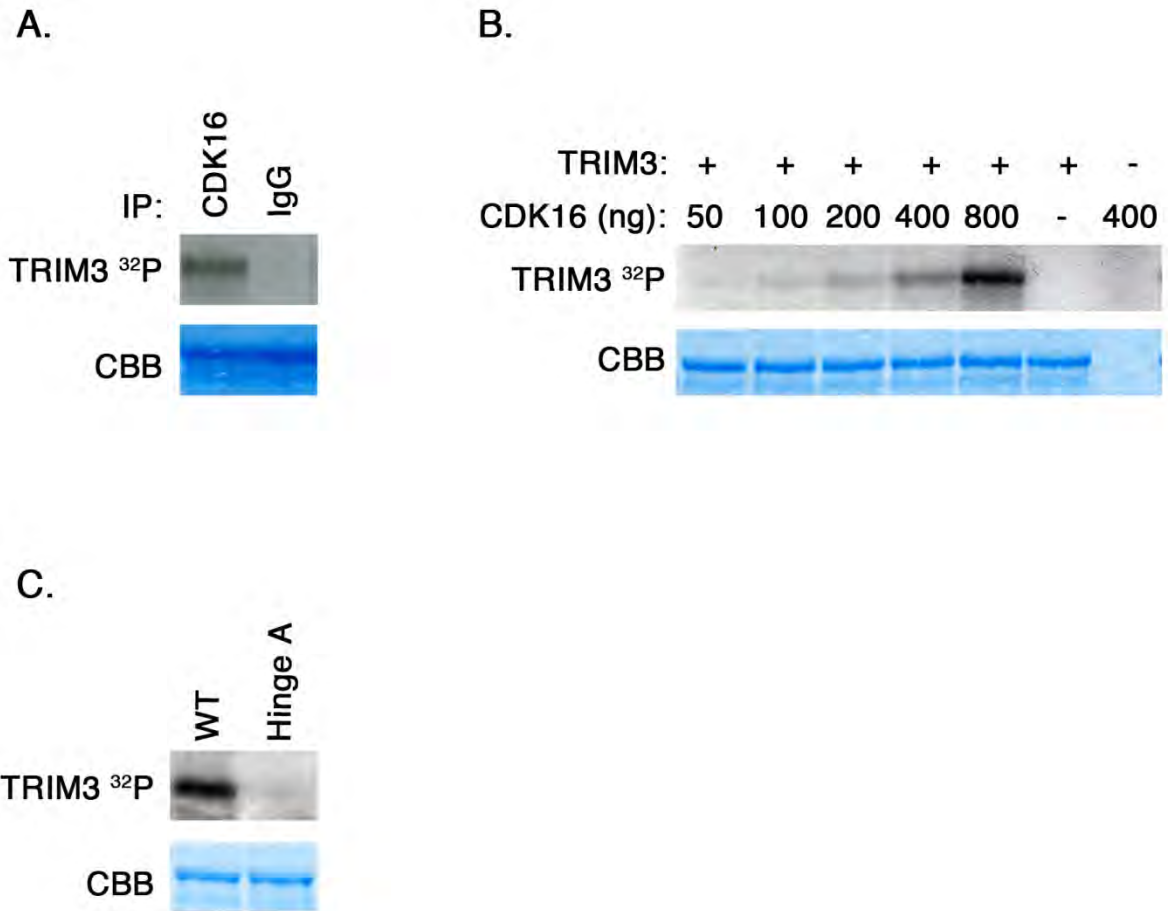 A.
B.
CDK16
IgG
IP:
TRIM3 ³²P
CBB
TRIM3: + + + + + + -
CDK16 (ng): 50 100 200 400 800 - 400
TRIM3 ³²P
CBB
C.
WT
Hinge A
TRIM3 ³²P
CBB